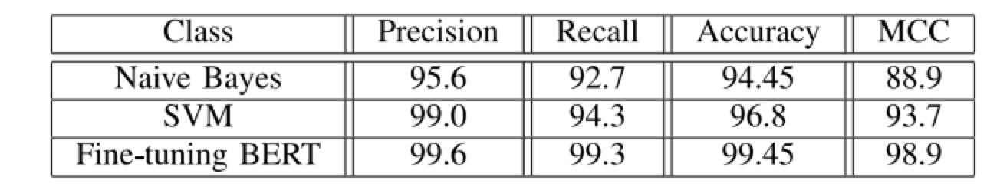 Class Precision Recall Accuracy MCC
Naive Bayes 95.6 92.7 94.45 88.9
SVM 99.0 94.3 96.8 93.7
Fine-tuning BERT 99.6 99.3 99.45 98.9